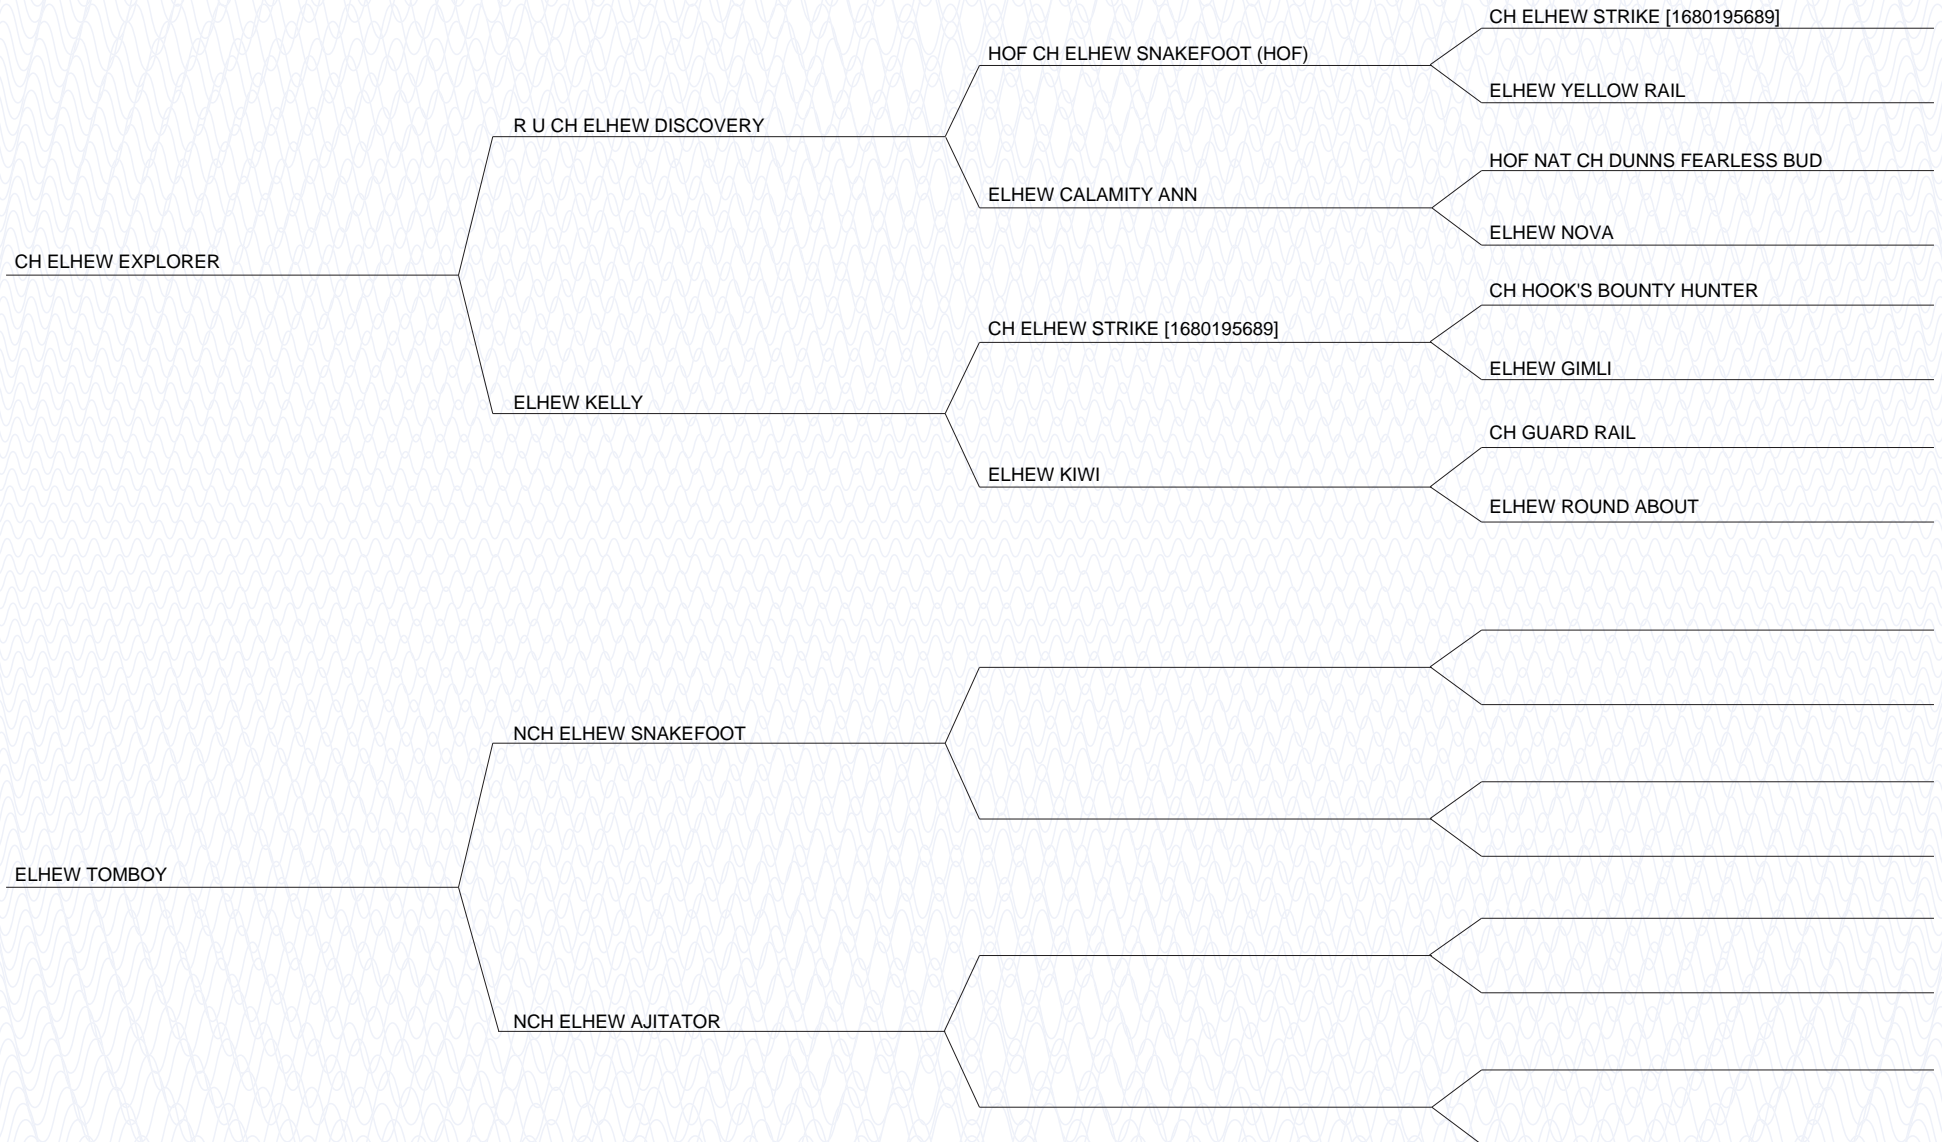 CH ELHEW STRIKE [1680195689]
HOF CH ELHEW SNAKEFOOT (HOF)
ELHEW YELLOW RAIL
R U CH ELHEW DISCOVERY
HOF NAT CH DUNNS FEARLESS BUD
ELHEW CALAMITY ANN
ELHEW NOVA
CH ELHEW EXPLORER
CH HOOK'S BOUNTY HUNTER
CH ELHEW STRIKE [1680195689]
ELHEW GIMLI
ELHEW KELLY
CH GUARD RAIL
ELHEW KIWI
ELHEW ROUND ABOUT
NCH ELHEW SNAKEFOOT
ELHEW TOMBOY
NCH ELHEW AJITATOR